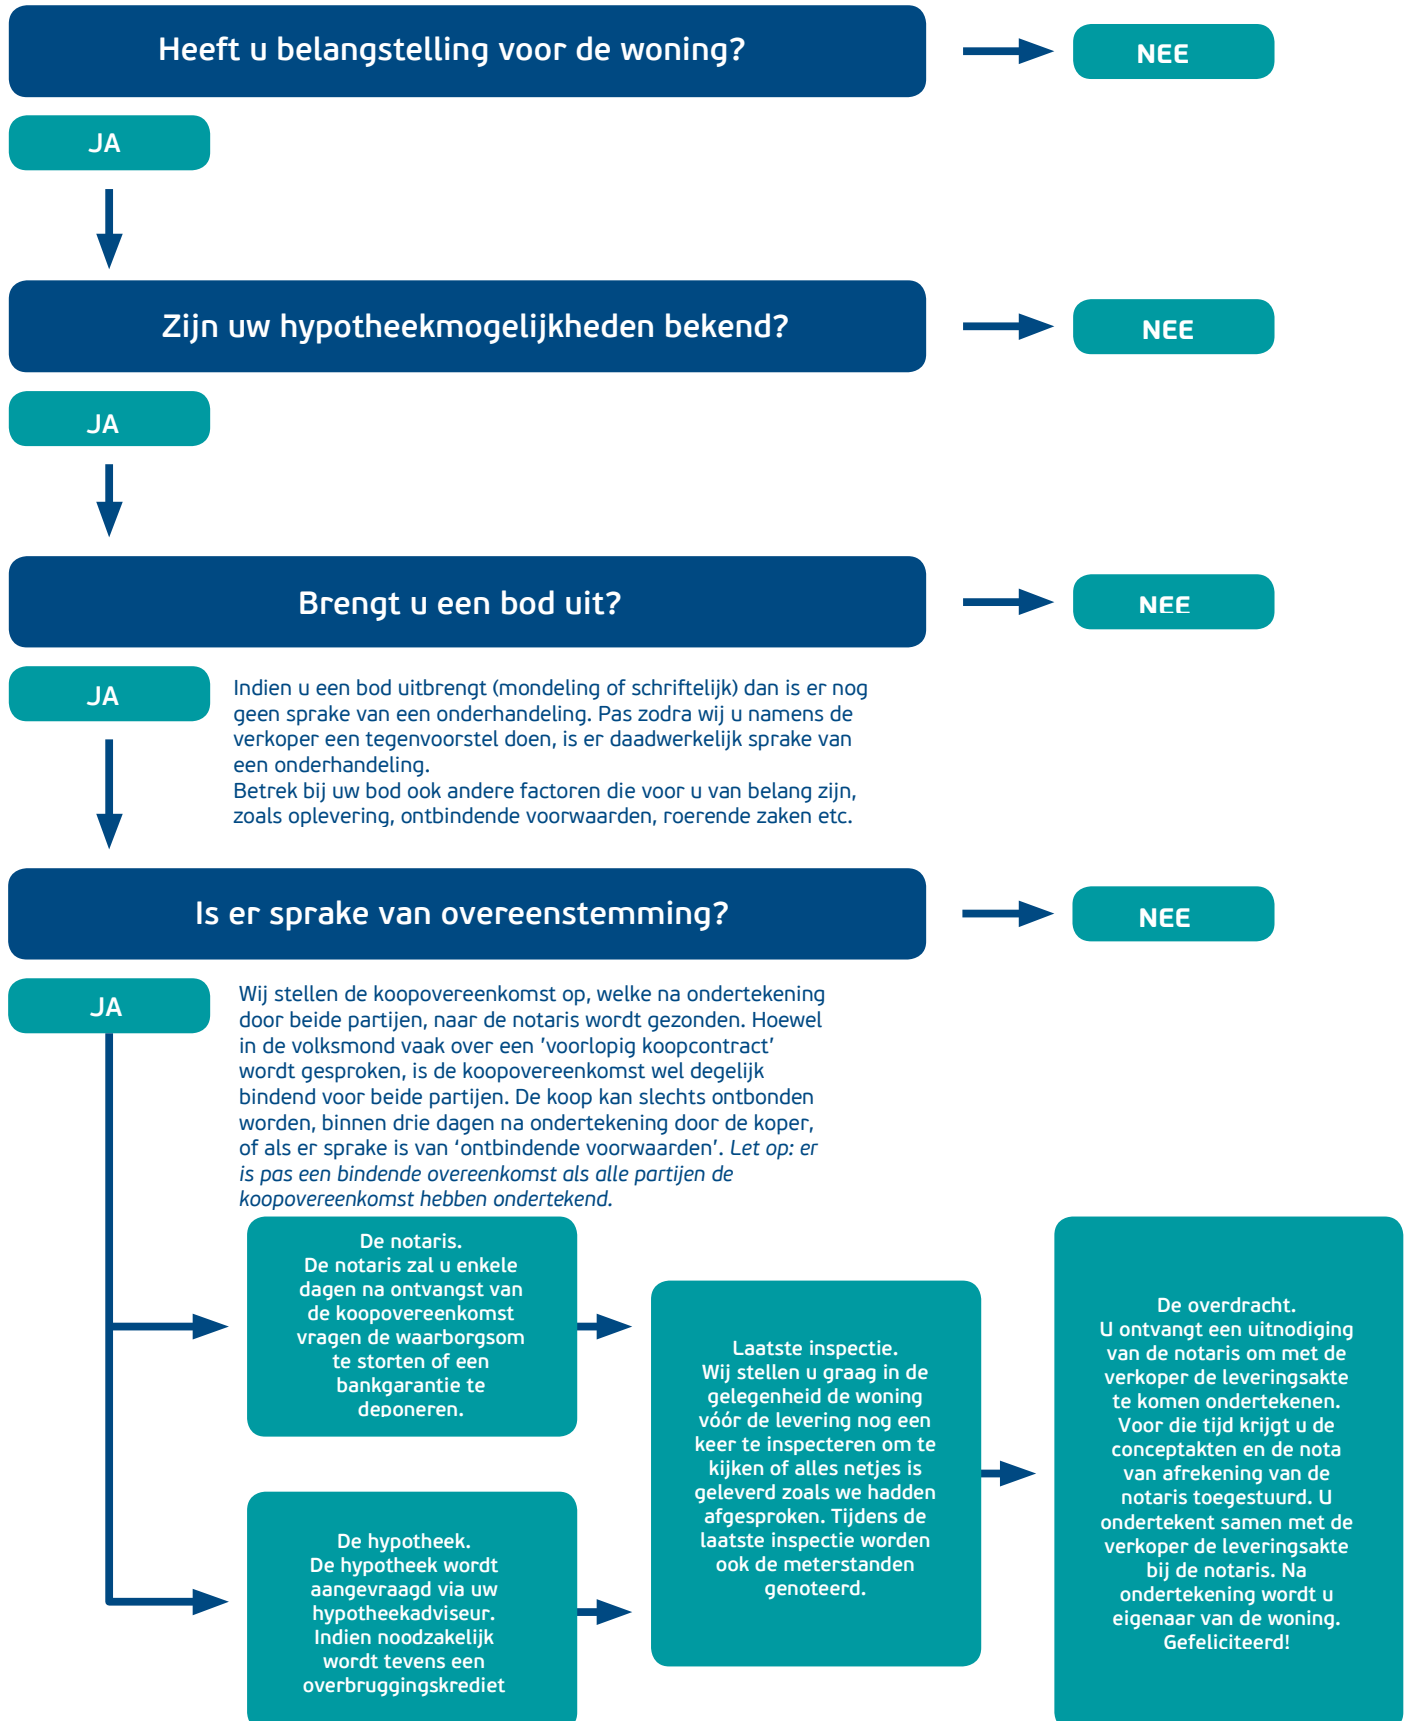 Heeft u belangstelling voor de woning?
NEE
JA
Zijn uw hypotheekmogelijkheden bekend?
NEE
JA
Brengt u een bod uit?
NEE
JA
Indien u een bod uitbrengt (mondeling of schriftelijk) dan is er nog
geen sprake van een onderhandeling. Pas zodra wij u namens de
verkoper een tegenvoorstel doen, is er daadwerkelijk sprake van
een onderhandeling.
Betrek bij uw bod ook andere factoren die voor u van belang zijn,
zoals oplevering, ontbindende voorwaarden, roerende zaken etc.
Is er sprake van overeenstemming?
NEE
JA
Wij stellen de koopovereenkomst op, welke na ondertekening
door beide partijen, naar de notaris wordt gezonden. Hoewel
in de volksmond vaak over een ’voorlopig koopcontract’
wordt gesproken, is de koopovereenkomst wel degelijk
bindend voor beide partijen. De koop kan slechts ontbonden
worden, binnen drie dagen na ondertekening door de koper,
of als er sprake is van ‘ontbindende voorwaarden’. Let op: er
is pas een bindende overeenkomst als alle partijen de
koopovereenkomst hebben ondertekend.
De notaris.
De notaris zal u enkele
dagen na ontvangst van
de koopovereenkomst
vragen de waarborgsom
te storten of een
bankgarantie te
deponeren.
De hypotheek.
De hypotheek wordt
aangevraagd via uw
hypotheekadviseur.
Indien noodzakelijk
wordt tevens een
overbruggingskrediet
Laatste inspectie.
Wij stellen u graag in de
gelegenheid de woning
vóór de levering nog een
keer te inspecteren om te
kijken of alles netjes is
geleverd zoals we hadden
afgesproken. Tijdens de
laatste inspectie worden
ook de meterstanden
genoteerd.
De overdracht.
U ontvangt een uitnodiging
van de notaris om met de
verkoper de leveringsakte
te komen ondertekenen.
Voor die tijd krijgt u de
conceptakten en de nota
van afrekening van de
notaris toegestuurd. U
ondertekent samen met de
verkoper de leveringsakte
bij de notaris. Na
ondertekening wordt u
eigenaar van de woning.
Gefeliciteerd!